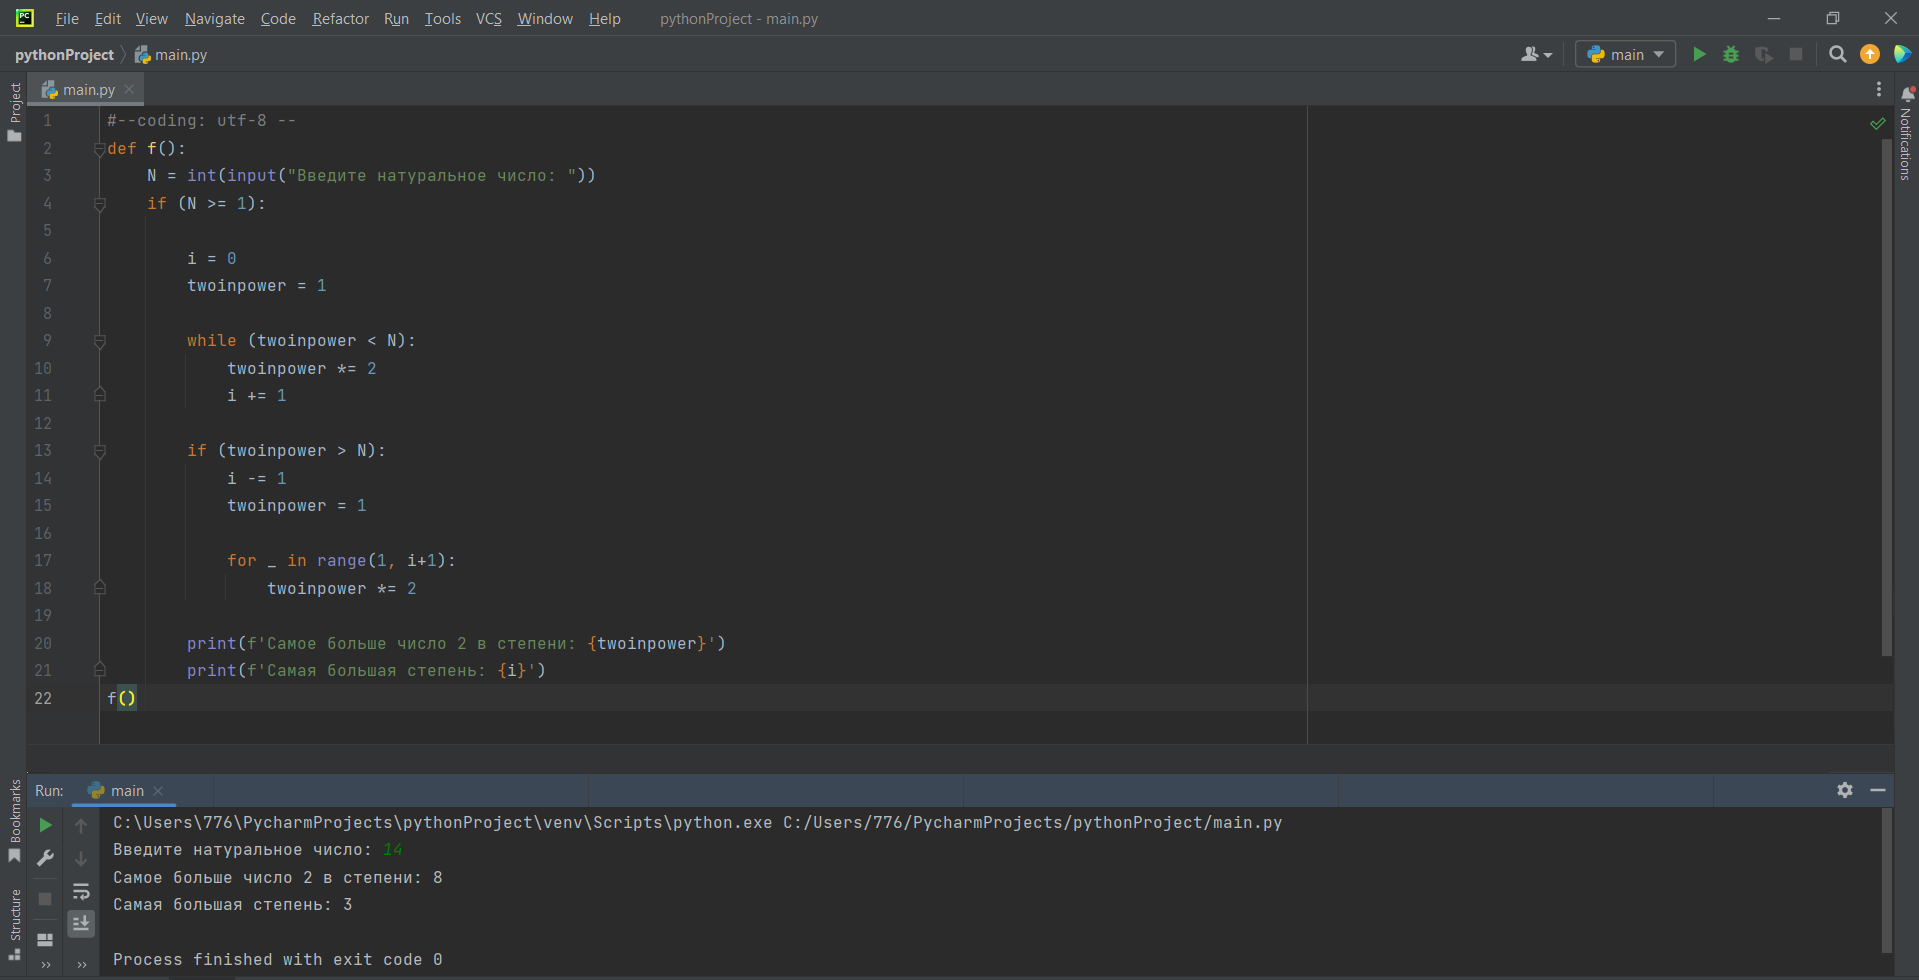 PC File Edit View Navigate Code Refactor Run Tools VCS Window Help pythonProject - main.py
pythonProject main.py main
Project
main.py
Notifications
1 #--coding: utf-8 --
2 def f():
3     N = int(input("Введите натуральное число: "))
4     if (N >= 1):
5
6         i = 0
7         twoinpower = 1
8
9         while (twoinpower < N):
10             twoinpower *= 2
11             i += 1
12
13         if (twoinpower > N):
14             i -= 1
15             twoinpower = 1
16
17             for _ in range(1, i+1):
18                 twoinpower *= 2
19
20         print(f'Самое больше число 2 в степени: {twoinpower}')
21         print(f'Самая большая степень: {i}')
22 f()
Bookmarks
Structure
Run: main
C:\Users\776\PycharmProjects\pythonProject\venv\Scripts\python.exe C:/Users/776/PycharmProjects/pythonProject/main.py
Введите натуральное число: 14
Самое больше число 2 в степени: 8
Самая большая степень: 3
Process finished with exit code 0